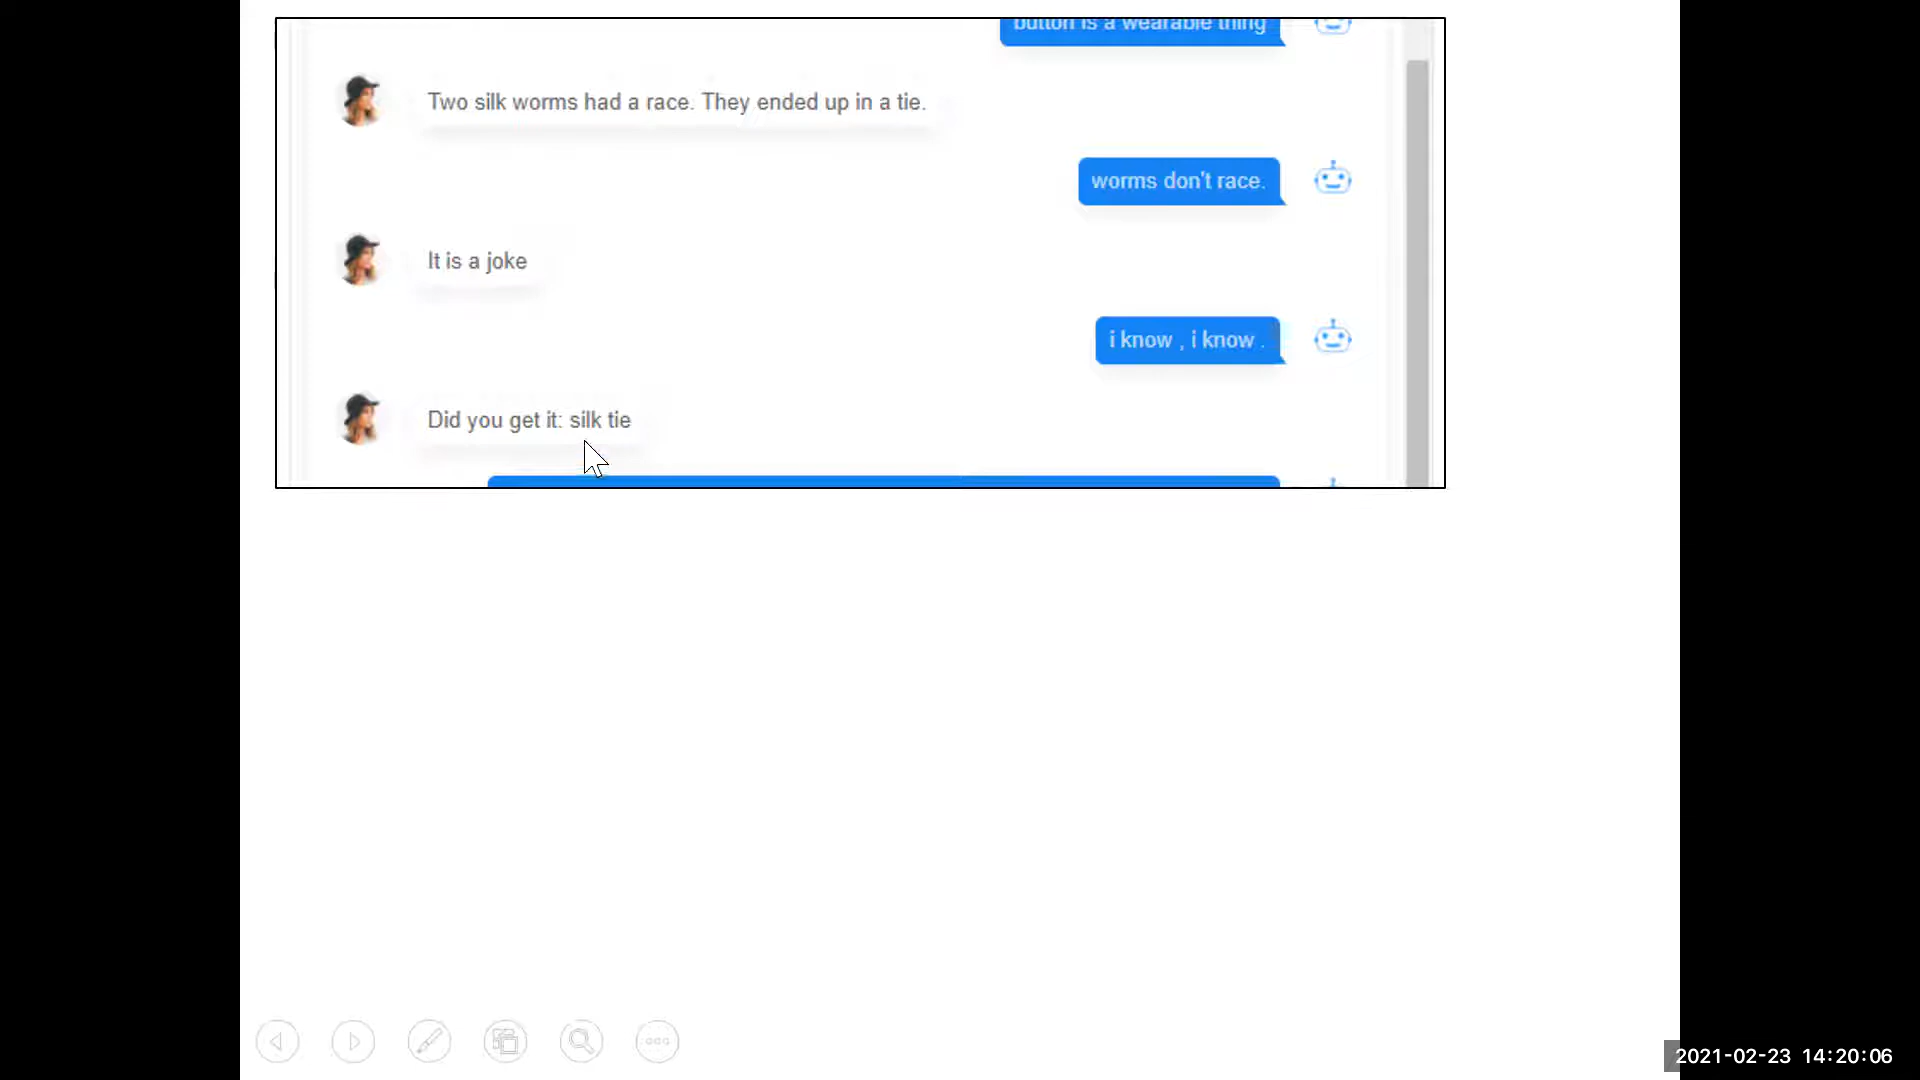 button is a wearable thing
Two silk worms had a race. They ended up in a tie.
worms don't race.
It is a joke
i know , i know .
Did you get it: silk tie
2021-02-23 14:20:06